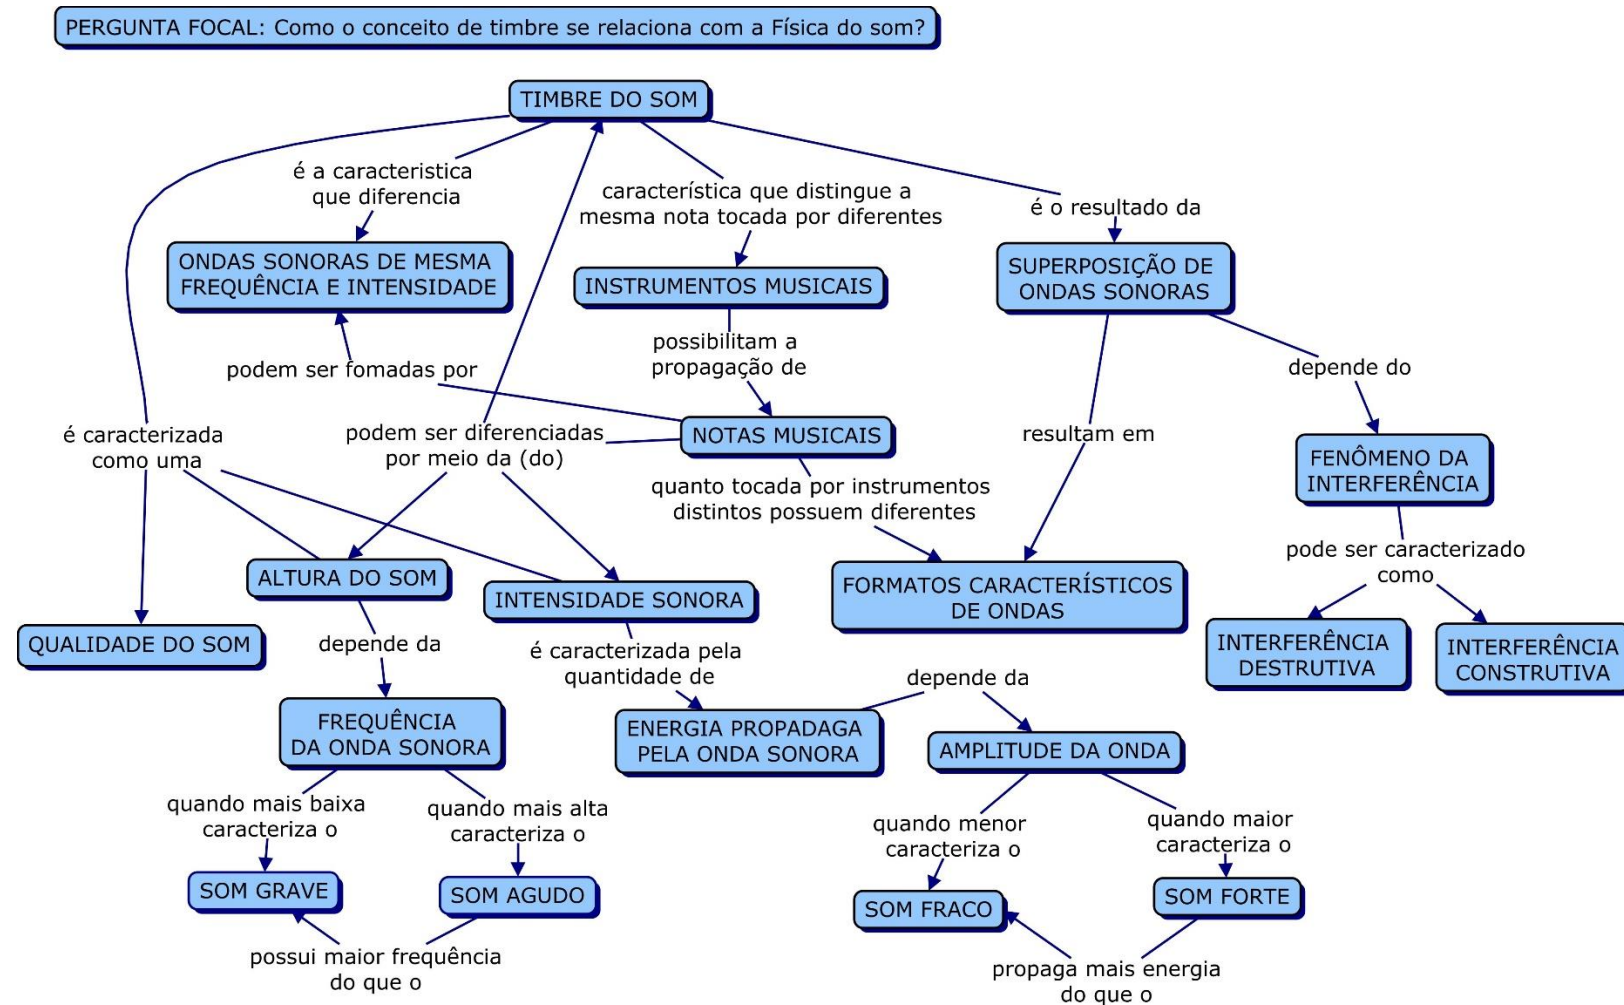 PERGUNTA FOCAL: Como o conceito de timbre se relaciona com a Física do som?
TIMBRE DO SOM
é a caracteristica
que diferencia
característica que distingue a
mesma nota tocada por diferentes
é o resultado da
ONDAS SONORAS DE MESMA
FREQUÊNCIA E INTENSIDADE
INSTRUMENTOS MUSICAIS
SUPERPOSIÇÃO DE
ONDAS SONORAS
possibilitam a
propagação de
podem ser fomadas por
depende do
é caracterizada
como uma
podem ser diferenciadas
por meio da (do)
NOTAS MUSICAIS
resultam em
FENÔMENO DA
INTERFERÊNCIA
quanto tocada por instrumentos
distintos possuem diferentes
pode ser caracterizado
como
ALTURA DO SOM
INTENSIDADE SONORA
FORMATOS CARACTERÍSTICOS
DE ONDAS
QUALIDADE DO SOM
INTERFERÊNCIA
DESTRUTIVA
INTERFERÊNCIA
CONSTRUTIVA
depende da
é caracterizada pela
quantidade de
depende da
FREQUÊNCIA
DA ONDA SONORA
ENERGIA PROPADAGA
PELA ONDA SONORA
AMPLITUDE DA ONDA
quando mais baixa
caracteriza o
quando mais alta
caracteriza o
quando menor
caracteriza o
quando maior
caracteriza o
SOM GRAVE
SOM AGUDO
SOM FRACO
SOM FORTE
possui maior frequência
do que o
propaga mais energia
do que o